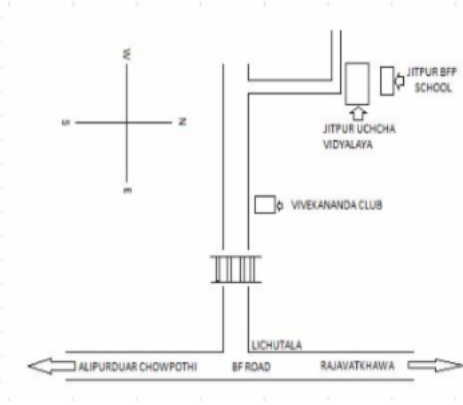 W
S
N
E
JITPUR BFP
SCHOOL
JITPUR UCHCHA
VIDYALAYA
VIVEKANANDA CLUB
LICHUTALA
ALIPURDUAR CHOWPOTHI
BF ROAD
RAJAVATKHAWA